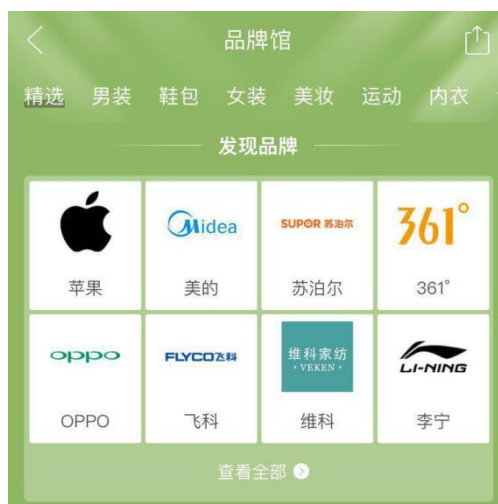 品牌馆
精选 男装 鞋包 女装 美妆 运动 内衣
发现品牌
Midea SUPOR 苏泊尔 361°
苹果 美的 苏泊尔 361°
oppo FLYCO飞科 维科家纺
·VEKEN· LI-NING
OPPO 飞科 维科 李宁
查看全部